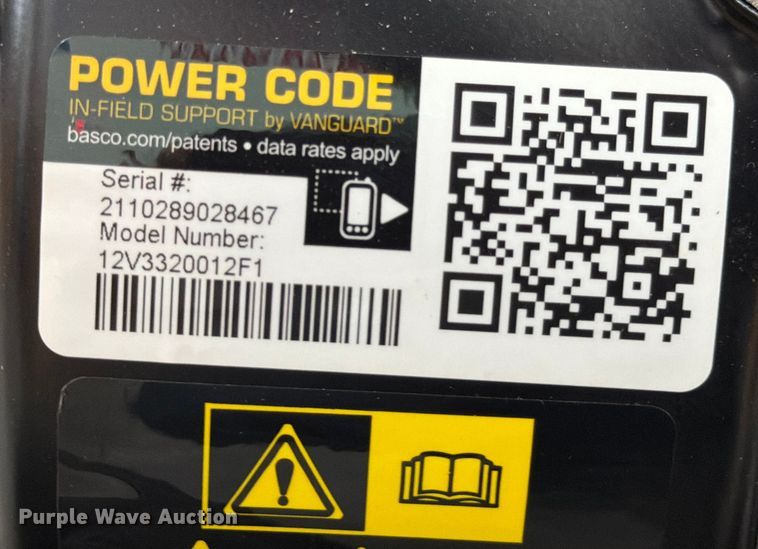 POWER CODE
IN-FIELD SUPPORT by VANGUARD™
basco.com/patents • data rates apply
Serial #:
2110289028467
Model Number:
12V3320012F1
Purple Wave Auction